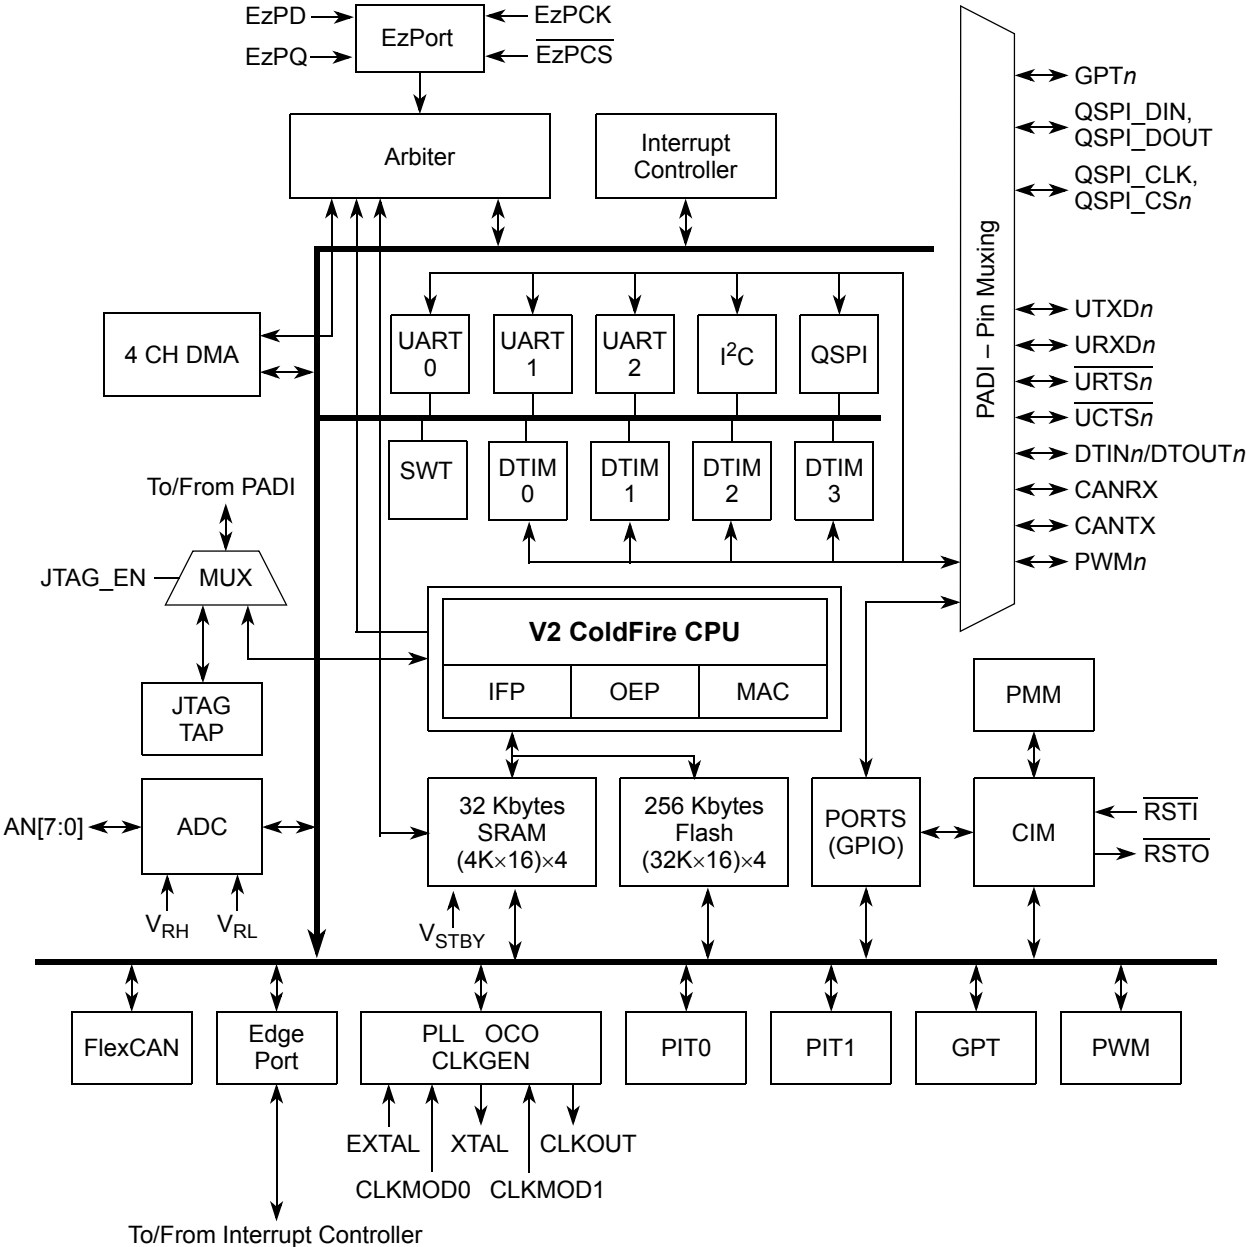 EzPD
EzPQ
EzPort
EzPCK
EzPCS
Arbiter
Interrupt
Controller
PADI – Pin Muxing
GPTn
QSPI_DIN,
QSPI_DOUT
QSPI_CLK,
QSPI_CSn
UTXDn
URXDn
URTSn
UCTSn
DTINn/DTOUTn
CANRX
CANTX
PWMn
4 CH DMA
UART
0
UART
1
UART
2
I²C
QSPI
SWT
DTIM
0
DTIM
1
DTIM
2
DTIM
3
To/From PADI
JTAG_EN
MUX
JTAG
TAP
V2 ColdFire CPU
IFP
OEP
MAC
PMM
AN[7:0]
ADC
VRH
VRL
32 Kbytes
SRAM
(4K×16)×4
VSTBY
256 Kbytes
Flash
(32K×16)×4
PORTS
(GPIO)
CIM
RSTI
RSTO
FlexCAN
Edge
Port
PLL OCO
CLKGEN
PIT0
PIT1
GPT
PWM
EXTAL
XTAL
CLKOUT
CLKMOD0
CLKMOD1
To/From Interrupt Controller